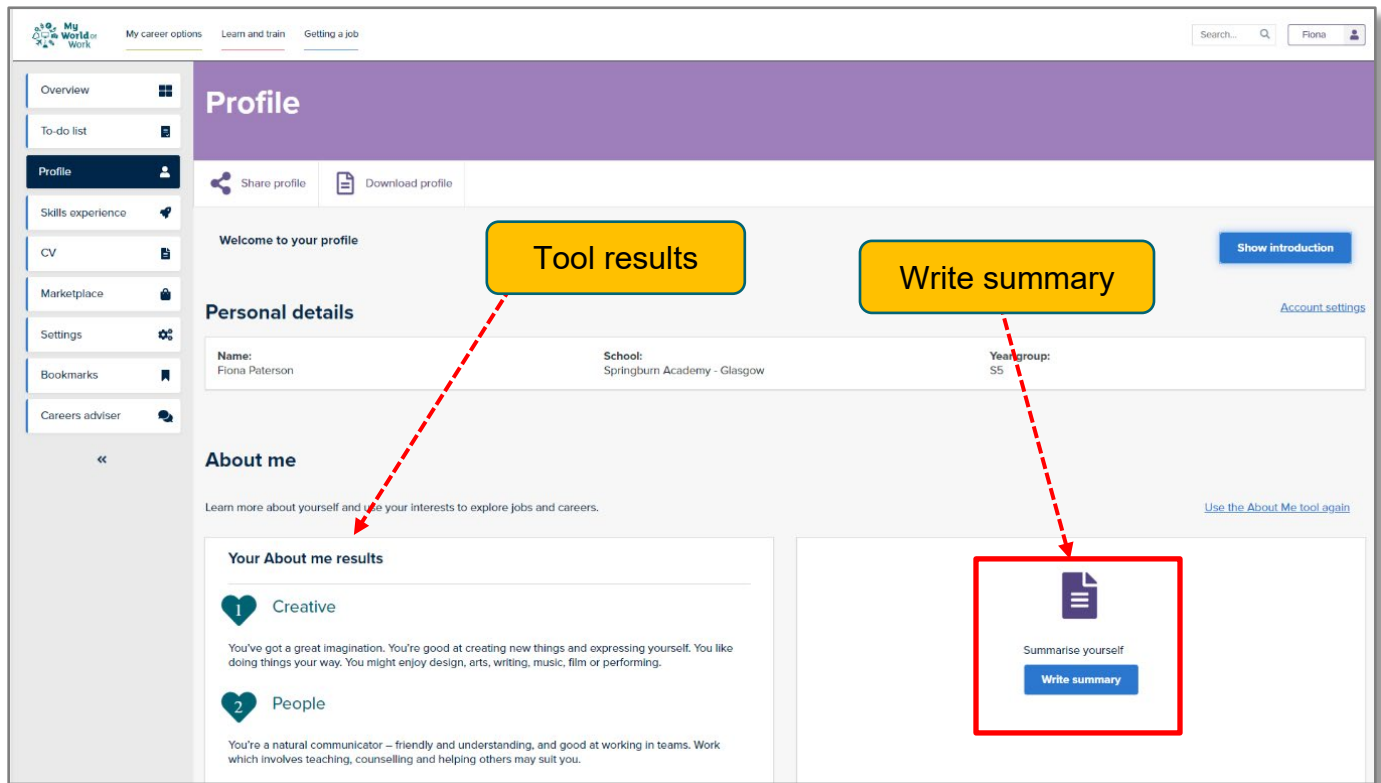 My World of Work
My career options Learn and train Getting a job
Search... Fiona
Overview
To-do list
Profile
Skills experience
CV
Marketplace
Settings
Bookmarks
Careers adviser
«
Profile
Share profile Download profile
Welcome to your profile
Show introduction
Tool results
Write summary
Personal details
Account settings
Name: School: Year group:
Fiona Paterson Springburn Academy - Glasgow S5
About me
Learn more about yourself and use your interests to explore jobs and careers.
Use the About Me tool again
Your About me results
1 Creative
You've got a great imagination. You're good at creating new things and expressing yourself. You like
doing things your way. You might enjoy design, arts, writing, music, film or performing.
2 People
You're a natural communicator – friendly and understanding, and good at working in teams. Work
which involves teaching, counselling and helping others may suit you.
Summarise yourself
Write summary